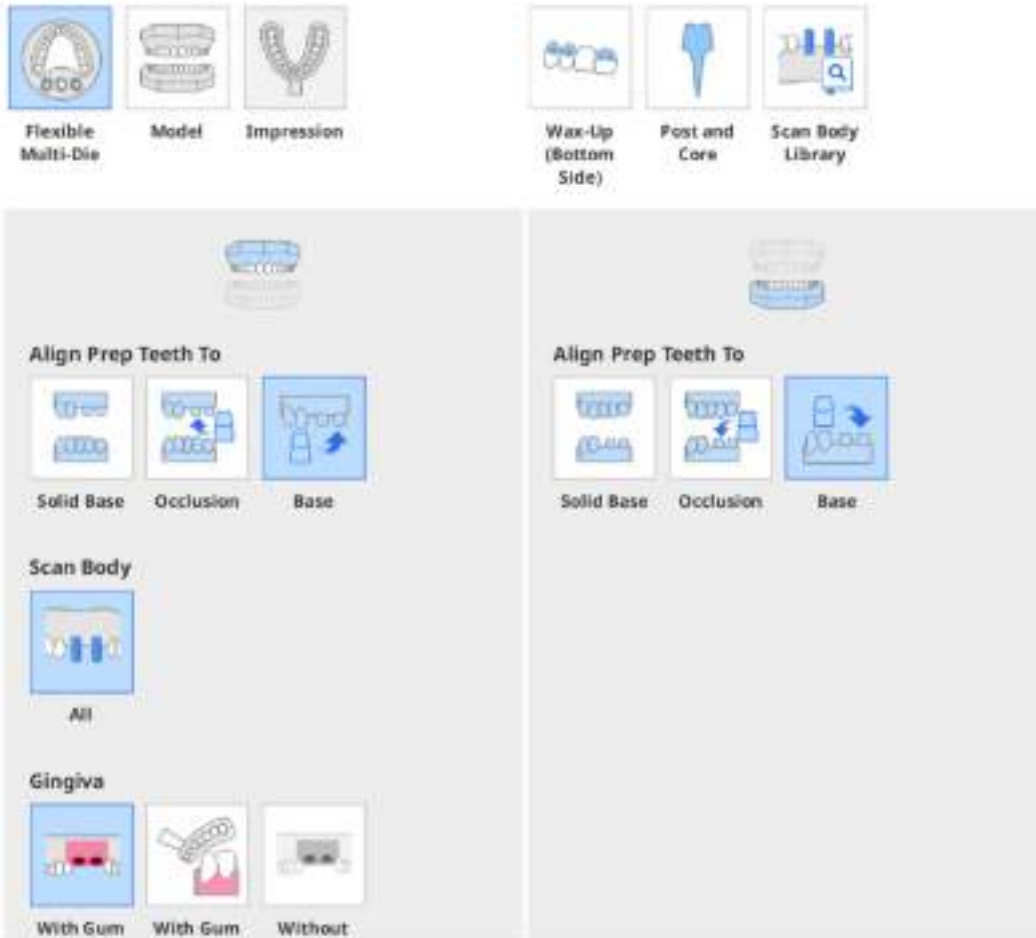 Flexible
Multi-Die
Model
Impression
Wax-Up
(Bottom
Side)
Post and
Core
Scan Body
Library
Align Prep Teeth To
Solid Base
Occlusion
Base
Align Prep Teeth To
Solid Base
Occlusion
Base
Scan Body
All
Gingiva
With Gum
With Gum
Without